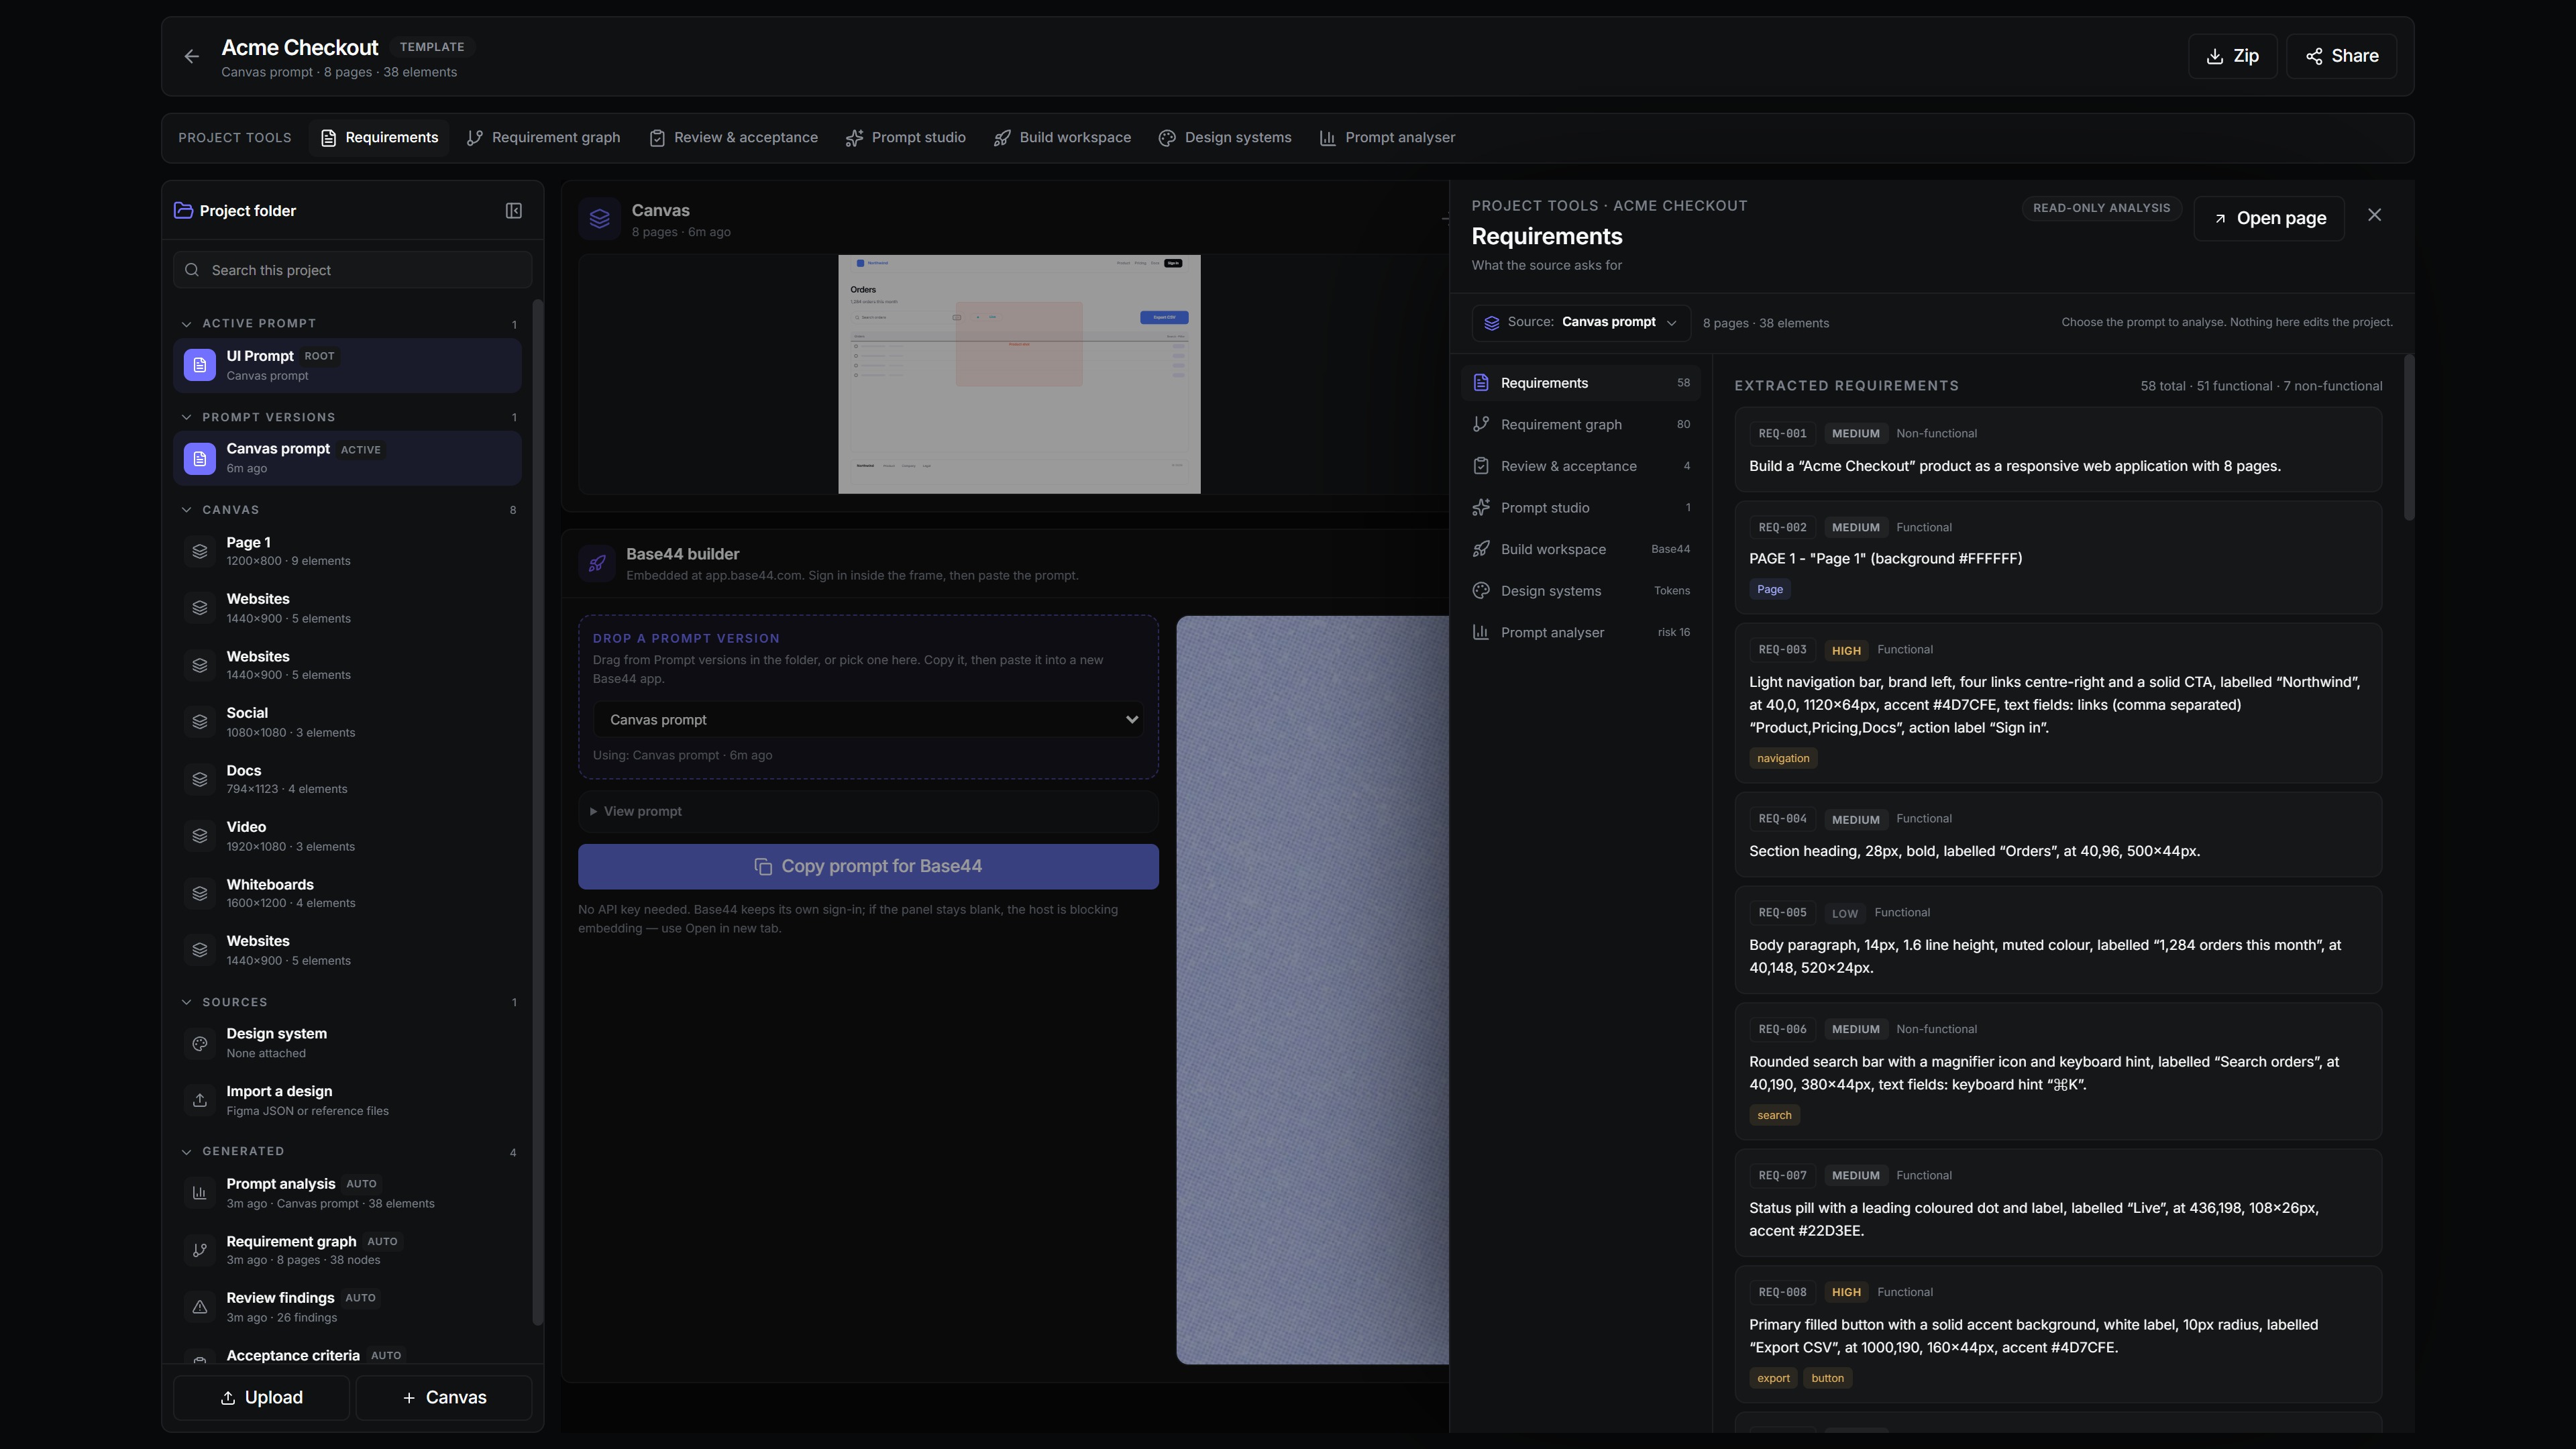 Acme Checkout
TEMPLATE
Canvas prompt · 8 pages · 38 elements
Zip
Share
PROJECT TOOLS
Requirements
Requirement graph
Review & acceptance
Prompt studio
Build workspace
Design systems
Prompt analyser
Project folder
Search this project
ACTIVE PROMPT
1
UI Prompt
ROOT
Canvas prompt
PROMPT VERSIONS
1
Canvas prompt
ACTIVE
6m ago
CANVAS
8
Page 1
1200×800 · 9 elements
Websites
1440×900 · 5 elements
Websites
1440×900 · 5 elements
Social
1080×1080 · 3 elements
Docs
794×1123 · 4 elements
Video
1920×1080 · 3 elements
Whiteboards
1600×1200 · 4 elements
Websites
1440×900 · 5 elements
SOURCES
1
Design system
None attached
Import a design
Figma JSON or reference files
GENERATED
4
Prompt analysis
AUTO
3m ago · Canvas prompt · 38 elements
Requirement graph
AUTO
3m ago · 8 pages · 38 nodes
Review findings
AUTO
3m ago · 26 findings
Acceptance criteria
AUTO
Upload
Canvas
Canvas
8 pages · 6m ago
Northwind
Product
Pricing
Docs
Sign in
Orders
1,284 orders this month
Search orders
Export CSV
Northwind
Base44 builder
Embedded at app.base44.com. Sign in inside the frame, then paste the prompt.
DROP A PROMPT VERSION
Drag from Prompt versions in the folder, or pick one here. Copy it, then paste it into a new
Base44 app.
Canvas prompt
Using: Canvas prompt · 6m ago
View prompt
Copy prompt for Base44
No API key needed. Base44 keeps its own sign-in; if the panel stays blank, the host is blocking
embedding — use Open in new tab.
PROJECT TOOLS · ACME CHECKOUT
Requirements
What the source asks for
READ-ONLY ANALYSIS
Open page
Source: Canvas prompt
8 pages · 38 elements
Choose the prompt to analyse. Nothing here edits the project.
Requirements
58
Requirement graph
80
Review & acceptance
4
Prompt studio
1
Build workspace
Base44
Design systems
Tokens
Prompt analyser
risk 16
EXTRACTED REQUIREMENTS
58 total · 51 functional · 7 non-functional
REQ-001
MEDIUM
Non-functional
Build a “Acme Checkout” product as a responsive web application with 8 pages.
REQ-002
MEDIUM
Functional
PAGE 1 - "Page 1" (background #FFFFFF)
Page
REQ-003
HIGH
Functional
Light navigation bar, brand left, four links centre-right and a solid CTA, labelled “Northwind”,
at 40,0, 1120×64px, accent #4D7CFE, text fields: links (comma separated)
“Product,Pricing,Docs”, action label “Sign in”.
navigation
REQ-004
MEDIUM
Functional
Section heading, 28px, bold, labelled “Orders”, at 40,96, 500×44px.
REQ-005
LOW
Functional
Body paragraph, 14px, 1.6 line height, muted colour, labelled “1,284 orders this month”, at
40,148, 520×24px.
REQ-006
MEDIUM
Non-functional
Rounded search bar with a magnifier icon and keyboard hint, labelled “Search orders”, at
40,190, 380×44px, text fields: keyboard hint “⌘K”.
search
REQ-007
MEDIUM
Functional
Status pill with a leading coloured dot and label, labelled “Live”, at 436,198, 108×26px,
accent #22D3EE.
REQ-008
HIGH
Functional
Primary filled button with a solid accent background, white label, 10px radius, labelled
“Export CSV”, at 1000,190, 160×44px, accent #4D7CFE.
export
button